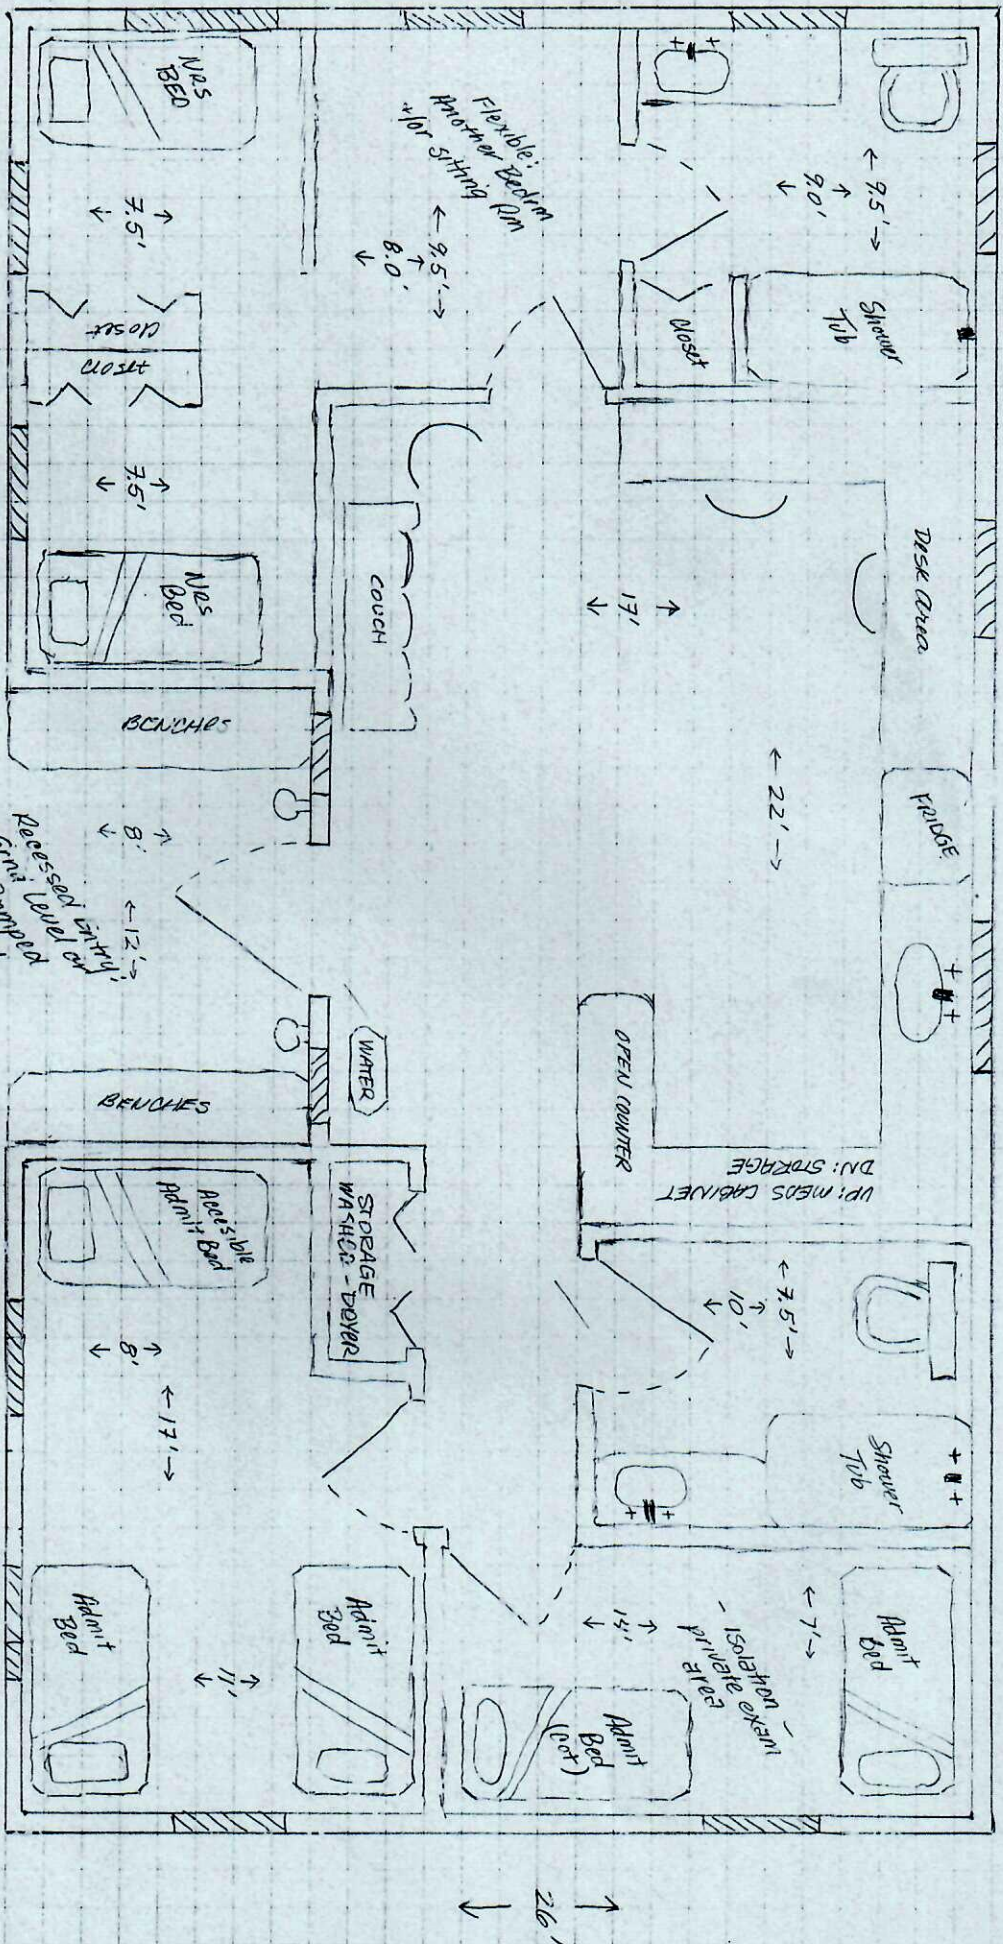 NRS
BED
Flexible:
Another Bedrm
+/or sitting Rm
← 9.5' →
9.0'
7.5'
← 9.5' →
8.0'
closet
closet
closet
Shower
Tub
7.5'
NRS
Bed
COUCH
17'
Desk area
BENCHES
← 22' →
FRIDGE
8'
← 12' →
Recessed Entry;
Level or
WATER
OPEN COUNTER
BENCHES
UP: MEDS CABINET
DN: STORAGE
Accesible
Admit Bed
STORAGE
WASHER - DRYER
← 7.5' →
10'
8'
← 17' →
Shower
Tub
Admit
Bed
Admit
Bed
11'
14'
← 7' →
- Isolation -
private exam
area
Admit
Bed
(cot)
Admit
Bed
26'